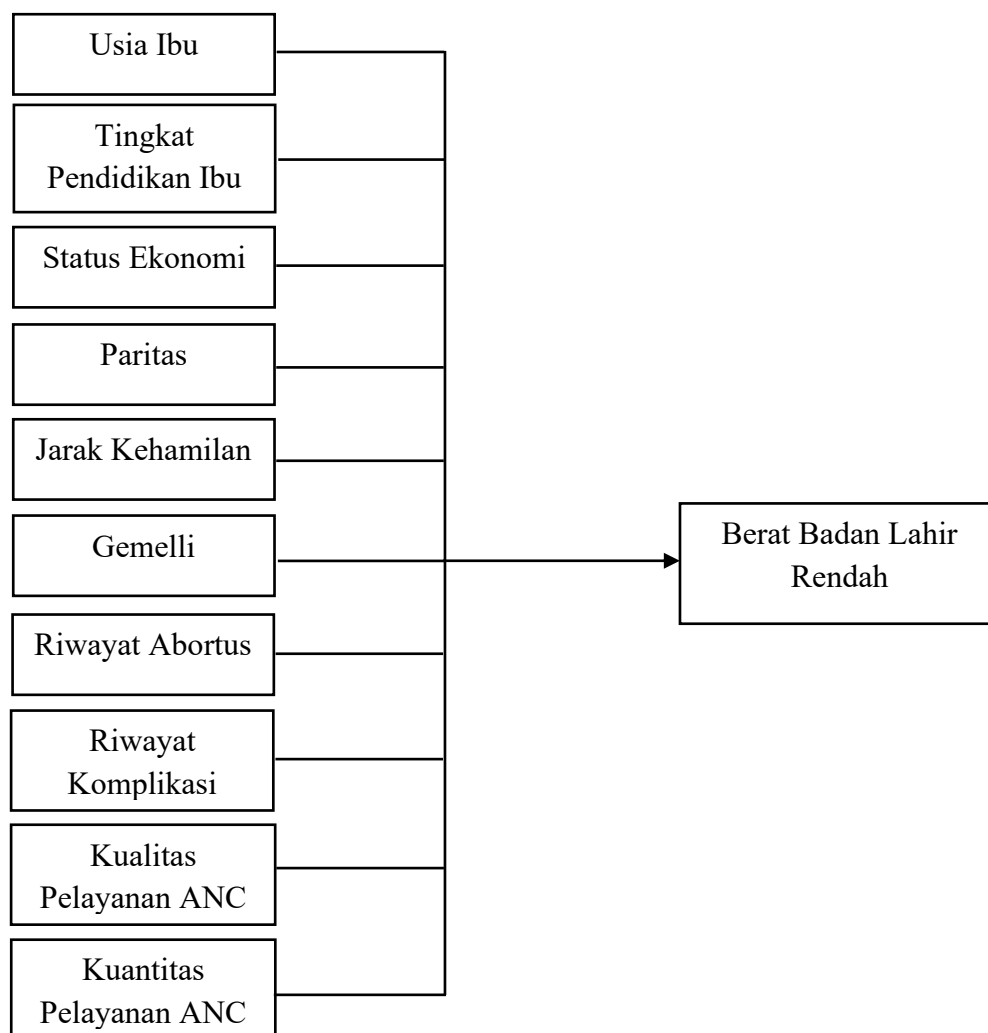 Usia Ibu
Tingkat
Pendidikan Ibu
Status Ekonomi
Paritas
Jarak Kehamilan
Gemelli
Berat Badan Lahir
Rendah
Riwayat Abortus
Riwayat
Komplikasi
Kualitas
Pelayanan ANC
Kuantitas
Pelayanan ANC